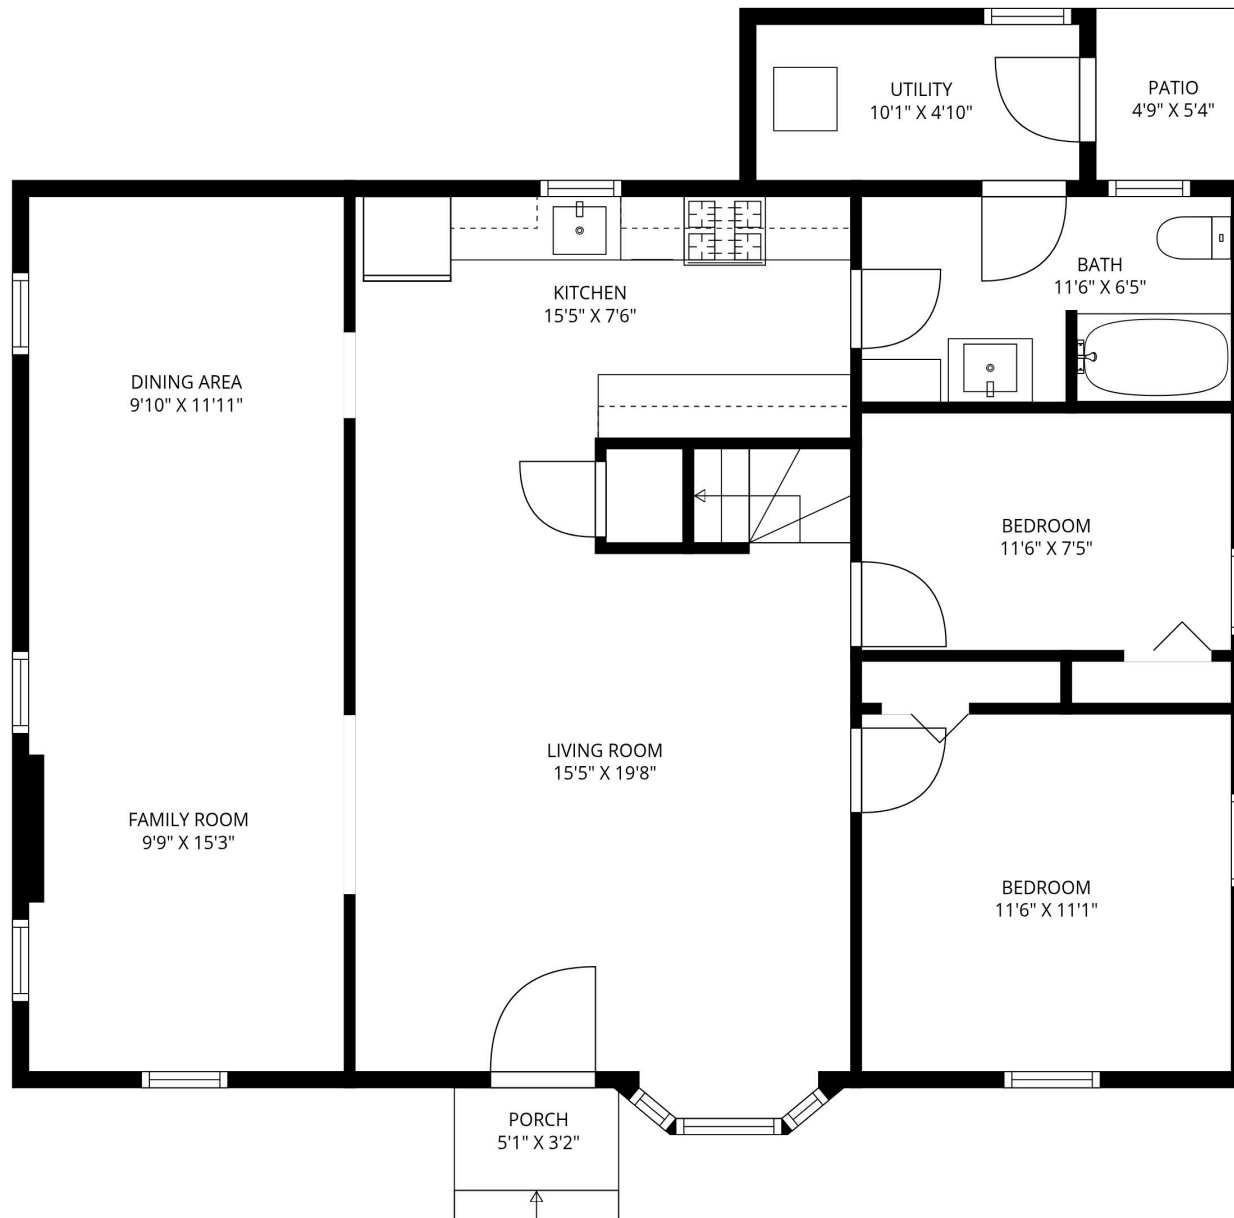 UTILITY
10'1" X 4'10"
PATIO
4'9" X 5'4"
KITCHEN
15'5" X 7'6"
BATH
11'6" X 6'5"
DINING AREA
9'10" X 11'11"
BEDROOM
11'6" X 7'5"
LIVING ROOM
15'5" X 19'8"
FAMILY ROOM
9'9" X 15'3"
BEDROOM
11'6" X 11'1"
PORCH
5'1" X 3'2"